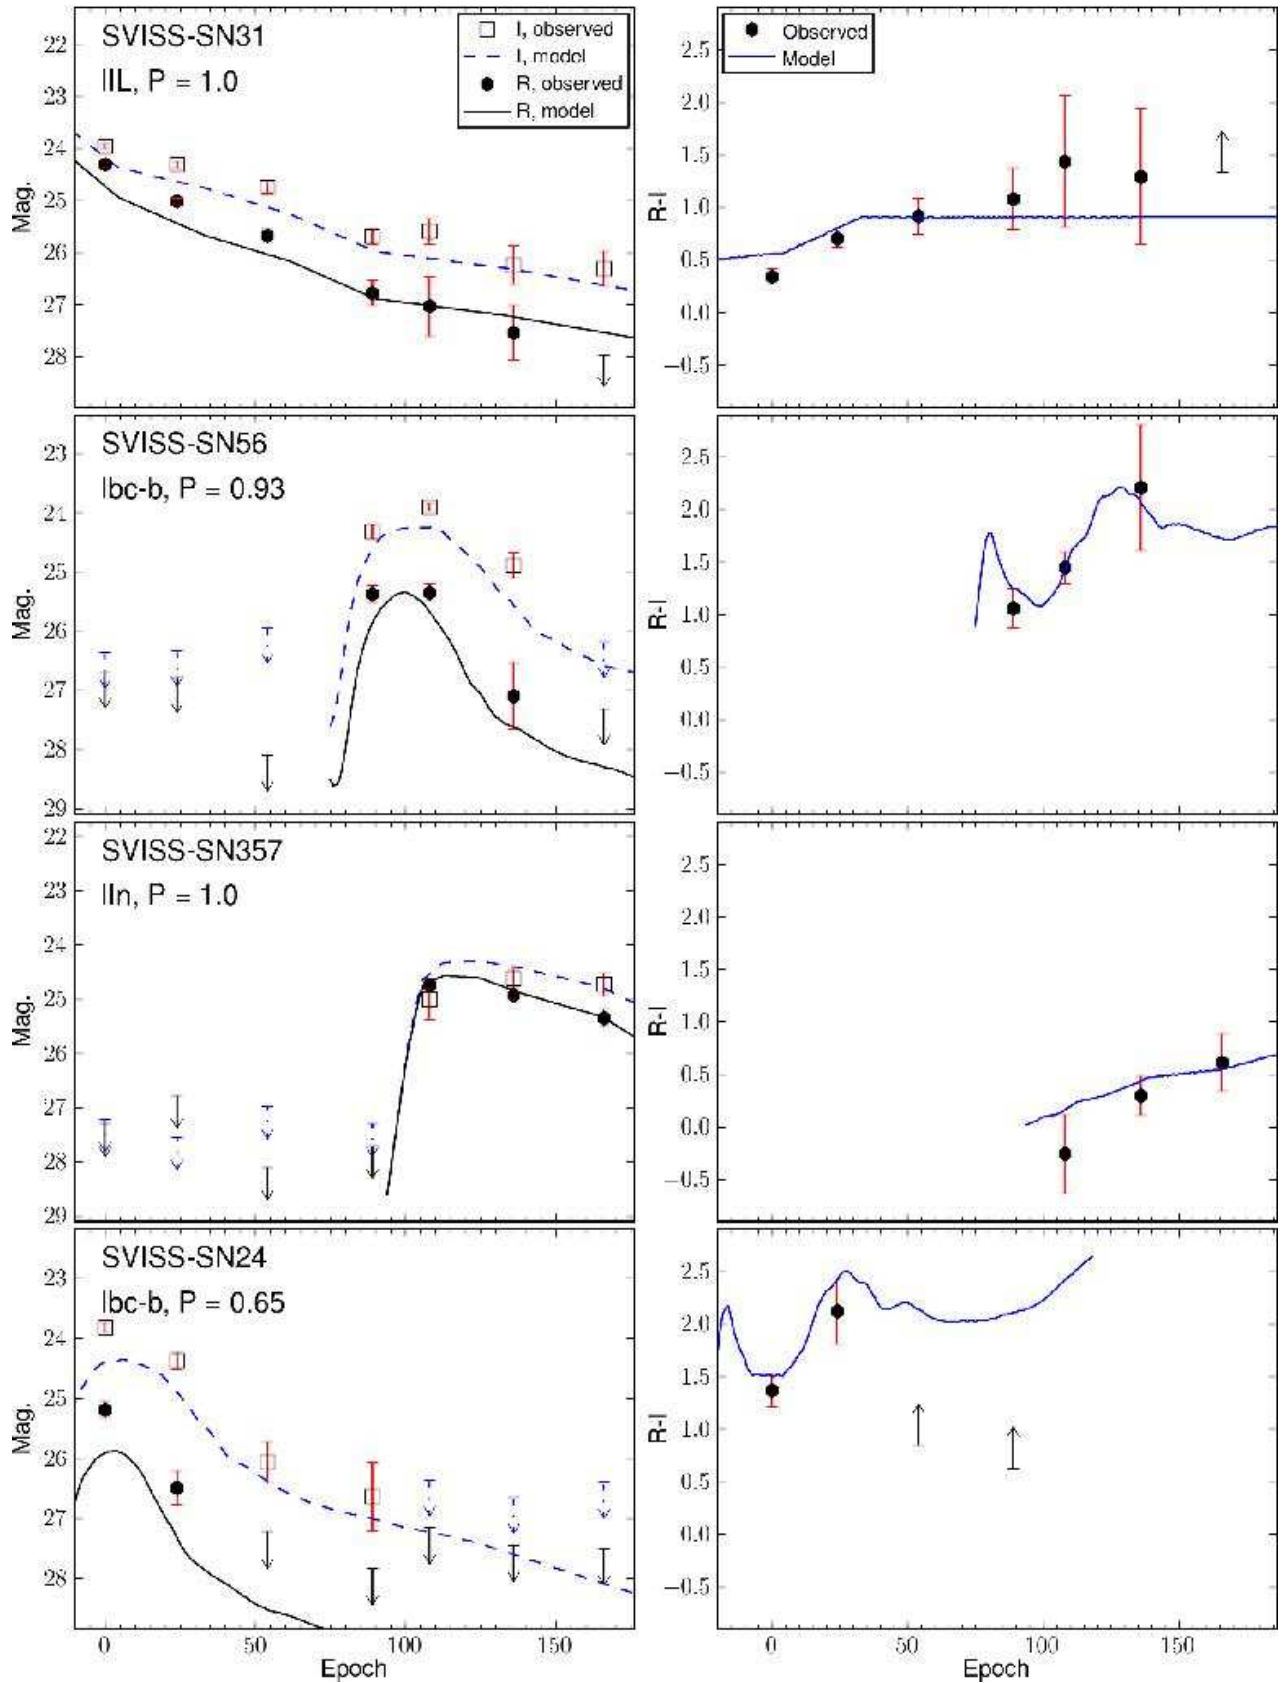 SVISS-SN31
IIL, P = 1.0
I, observed
I, model
R, observed
R, model
22
23
24
25
26
27
28
Mag.
Observed
Model
2.5
2.0
1.5
1.0
0.5
0.0
−0.5
R-I
SVISS-SN56
Ibc-b, P = 0.93
23
24
25
26
27
28
29
Mag.
2.5
2.0
1.5
1.0
0.5
0.0
−0.5
R-I
SVISS-SN357
IIn, P = 1.0
22
23
24
25
26
27
28
29
Mag.
2.5
2.0
1.5
1.0
0.5
0.0
−0.5
R-I
SVISS-SN24
Ibc-b, P = 0.65
23
24
25
26
27
28
Mag.
0 50 100 150
Epoch
2.5
2.0
1.5
1.0
0.5
0.0
−0.5
R-I
0 50 100 150
Epoch